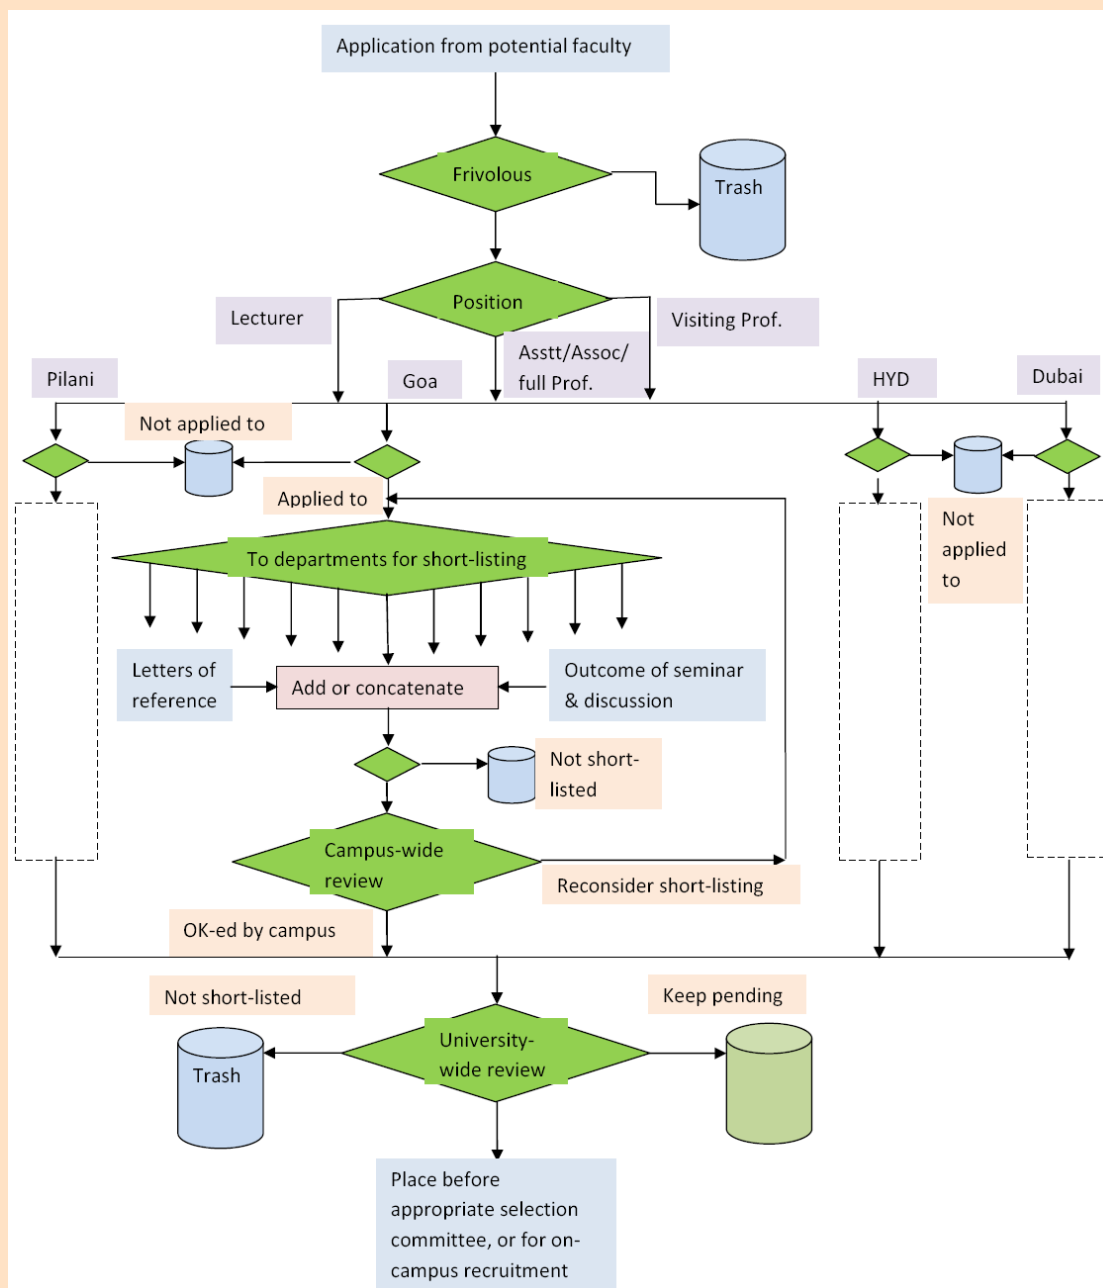 Application from potential faculty
Frivolous
Trash
Position
Lecturer
Visiting Prof.
Asstt/Assoc/
full Prof.
Pilani
Goa
HYD
Dubai
Not applied to
Applied to
Not
applied
to
To departments for short-listing
Letters of
reference
Add or concatenate
Outcome of seminar
& discussion
Not short-
listed
Campus-wide
review
Reconsider short-listing
OK-ed by campus
Not short-listed
Keep pending
University-
wide review
Trash
Place before
appropriate selection
committee, or for on-
campus recruitment